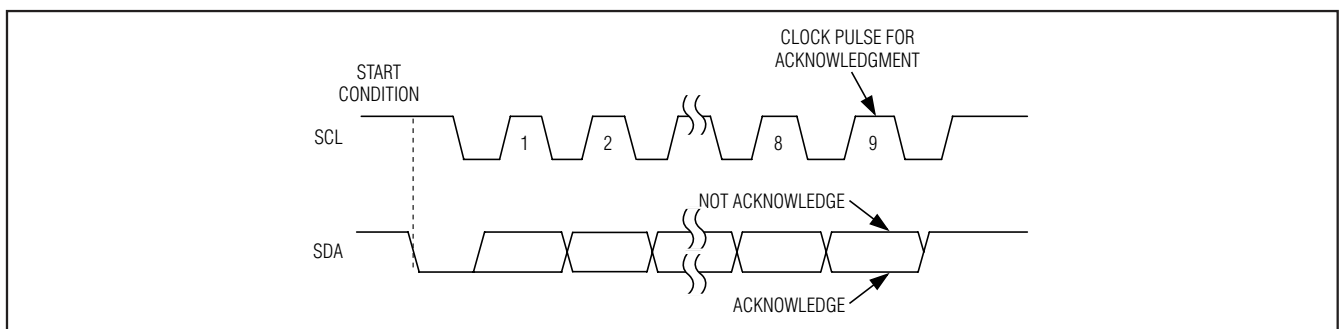 CLOCK PULSE FOR
ACKNOWLEDGMENT
START
CONDITION
SCL
1
2
8
9
NOT ACKNOWLEDGE
SDA
ACKNOWLEDGE